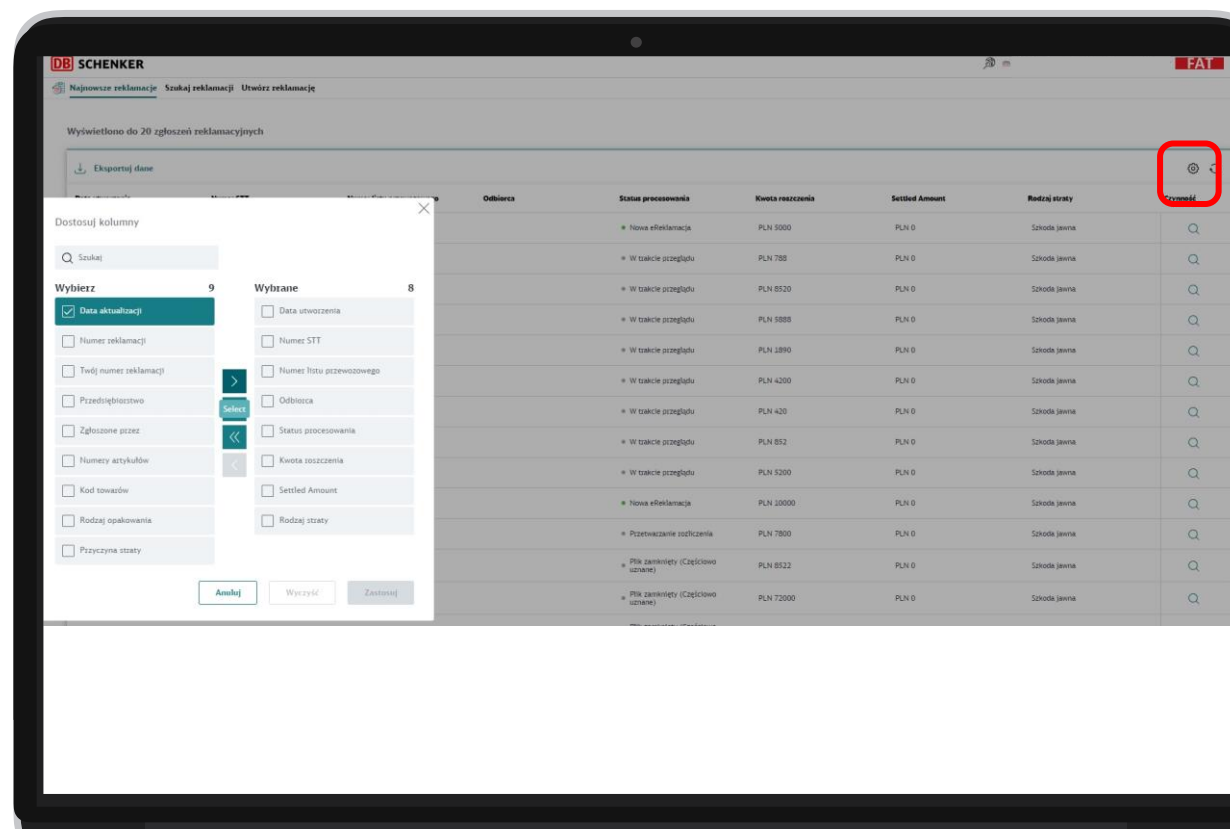 DB SCHENKER
FAT
Najnowsze reklamacje Szukaj reklamacji Utwórz reklamację
Wyświetlono do 20 zgłoszeń reklamacyjnych
Eksportuj dane
Odbiorca Status procesowania Kwota roszczenia Settled Amount Rodzaj straty Czynność
Dostosuj kolumny
Szukaj
Wybierz 9 Wybrane 8
Data aktualizacji Data utworzenia
Numer reklamacji Numer STT
Twój numer reklamacji Numer listu przewozowego
Przedsiębiorstwo Odbiorca
Select
Zgłoszone przez Status procesowania
Numery artykułów Kwota roszczenia
Kod towarów Settled Amount
Rodzaj opakowania Rodzaj straty
Przyczyna straty
Anuluj Wyczyść Zastosuj
Nowa eReklamacja PLN 5000 PLN 0 Szkoda jawna
W trakcie przeglądu PLN 788 PLN 0 Szkoda jawna
W trakcie przeglądu PLN 8520 PLN 0 Szkoda jawna
W trakcie przeglądu PLN 5888 PLN 0 Szkoda jawna
W trakcie przeglądu PLN 1890 PLN 0 Szkoda jawna
W trakcie przeglądu PLN 4200 PLN 0 Szkoda jawna
W trakcie przeglądu PLN 420 PLN 0 Szkoda jawna
W trakcie przeglądu PLN 852 PLN 0 Szkoda jawna
W trakcie przeglądu PLN 5200 PLN 0 Szkoda jawna
Nowa eReklamacja PLN 10000 PLN 0 Szkoda jawna
Przetwarzanie rozliczenia PLN 7800 PLN 0 Szkoda jawna
Plik zamknięty (Częściowo
uznane) PLN 8522 PLN 0 Szkoda jawna
Plik zamknięty (Częściowo
uznane) PLN 72000 PLN 0 Szkoda jawna